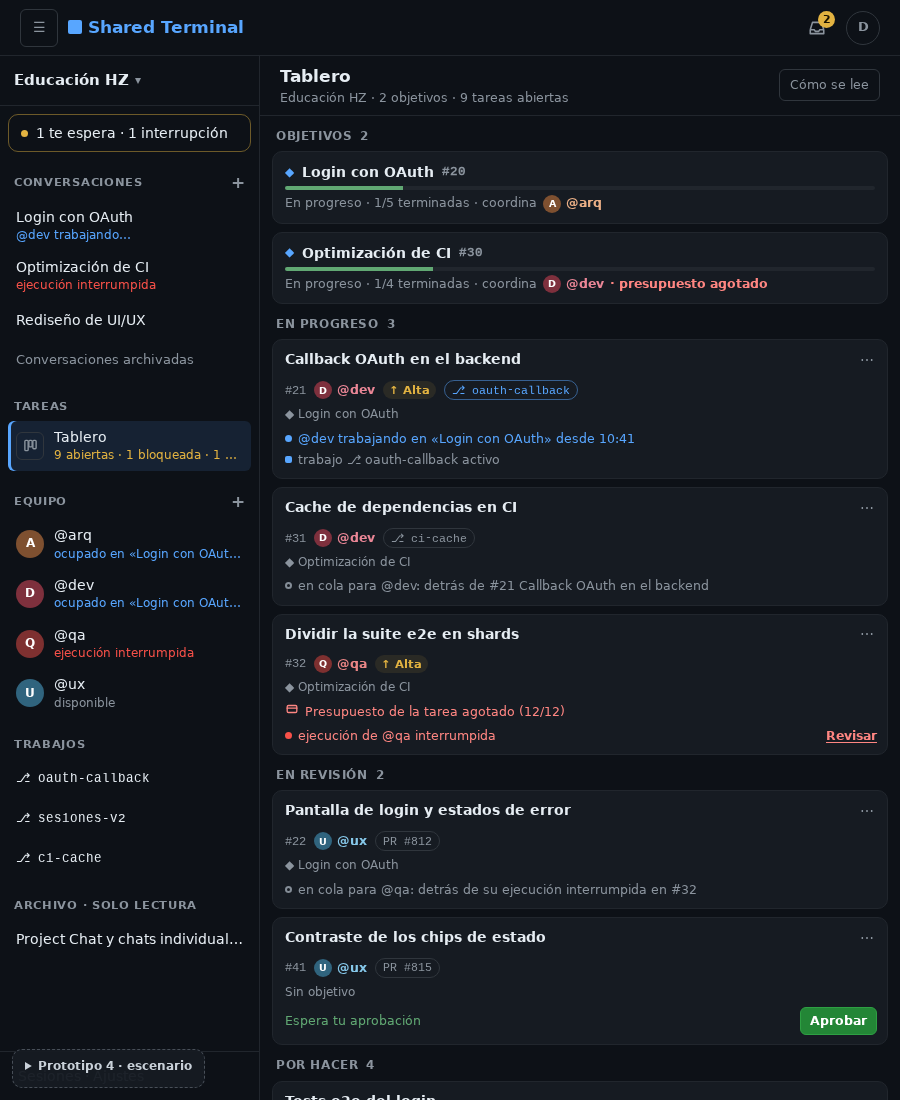 ☰ Shared Terminal
2
D
Educación HZ ▾
1 te espera · 1 interrupción
CONVERSACIONES +
Login con OAuth
@dev trabajando…
Optimización de CI
ejecución interrumpida
Rediseño de UI/UX
Conversaciones archivadas
TAREAS
Tablero
9 abiertas · 1 bloqueada · 1 …
EQUIPO +
A @arq
ocupado en «Login con OAut…
D @dev
ocupado en «Login con OAut…
Q @qa
ejecución interrumpida
U @ux
disponible
TRABAJOS
⎇ oauth-callback
⎇ sesiones-v2
⎇ ci-cache
ARCHIVO · SOLO LECTURA
Project Chat y chats individual…
Prototipo 4 · escenario
Tablero
Educación HZ · 2 objetivos · 9 tareas abiertas
Cómo se lee
OBJETIVOS 2
◆ Login con OAuth #20
En progreso · 1/5 terminadas · coordina A @arq
◆ Optimización de CI #30
En progreso · 1/4 terminadas · coordina D @dev · presupuesto agotado
EN PROGRESO 3
Callback OAuth en el backend ⋯
#21 D @dev ↑ Alta ⎇ oauth-callback
◆ Login con OAuth
@dev trabajando en «Login con OAuth» desde 10:41
trabajo ⎇ oauth-callback activo
Cache de dependencias en CI ⋯
#31 D @dev ⎇ ci-cache
◆ Optimización de CI
en cola para @dev: detrás de #21 Callback OAuth en el backend
Dividir la suite e2e en shards ⋯
#32 Q @qa ↑ Alta
◆ Optimización de CI
Presupuesto de la tarea agotado (12/12)
ejecución de @qa interrumpida Revisar
EN REVISIÓN 2
Pantalla de login y estados de error ⋯
#22 U @ux PR #812
◆ Login con OAuth
en cola para @qa: detrás de su ejecución interrumpida en #32
Contraste de los chips de estado ⋯
#41 U @ux PR #815
Sin objetivo
Espera tu aprobación Aprobar
POR HACER 4
Tests e2e del login